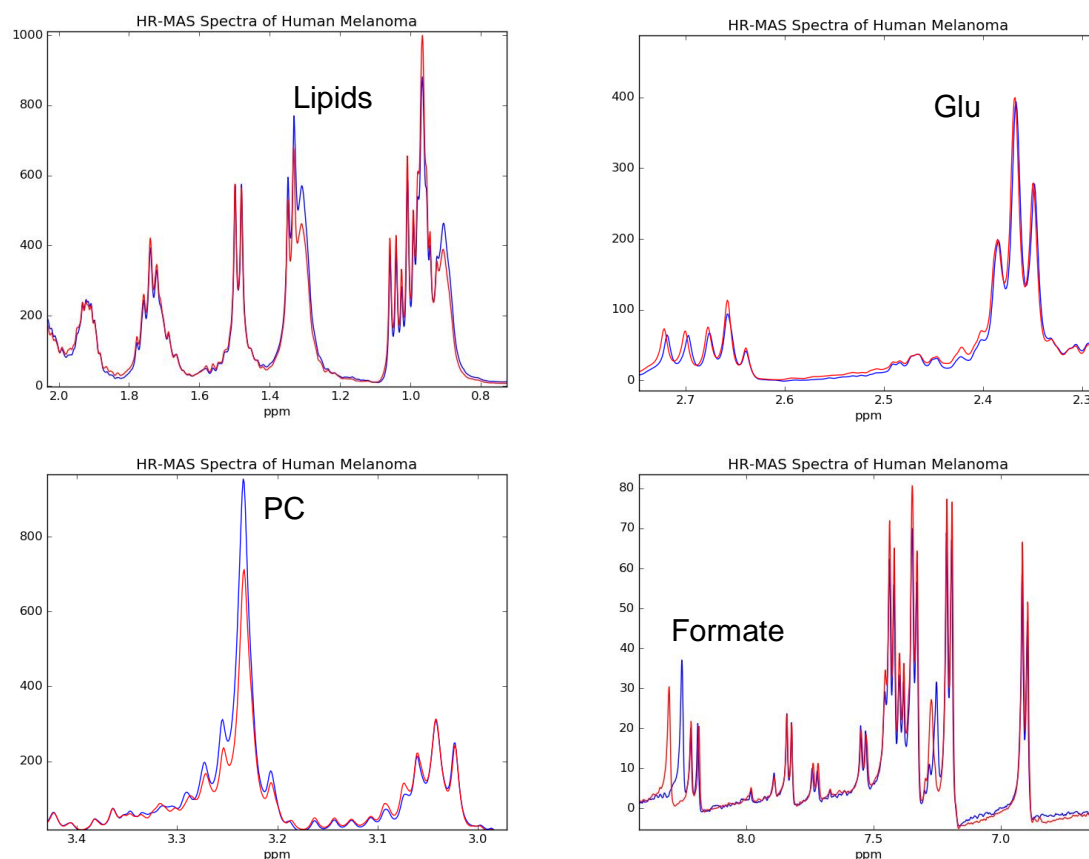 HR-MAS Spectra of Human Melanoma
1000
800
600
400
200
0
Lipids
2.0 1.8 1.6 1.4 1.2 1.0 0.8
ppm
HR-MAS Spectra of Human Melanoma
400
300
200
100
0
Glu
2.7 2.6 2.5 2.4 2.3
ppm
HR-MAS Spectra of Human Melanoma
800
600
400
200
PC
3.4 3.3 3.2 3.1 3.0
ppm
HR-MAS Spectra of Human Melanoma
80
70
60
50
40
30
20
10
0
Formate
8.0 7.5 7.0
ppm